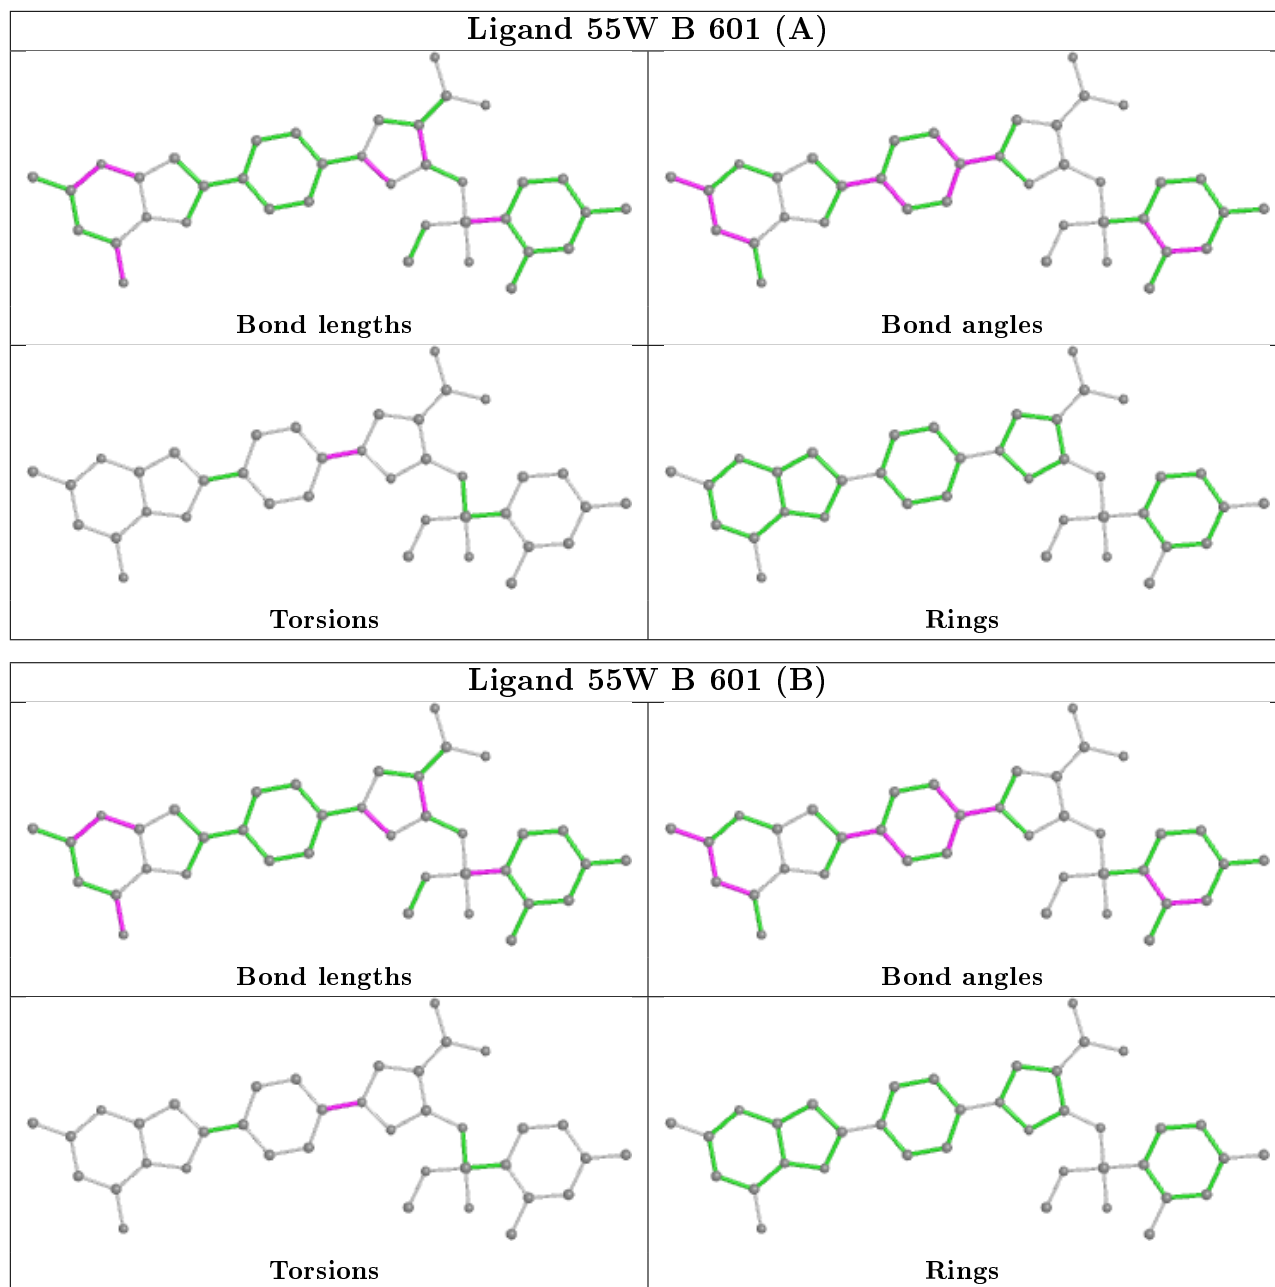 Ligand 55W B 601 (A)
Bond lengths
Bond angles
Torsions
Rings
Ligand 55W B 601 (B)
Bond lengths
Bond angles
Torsions
Rings